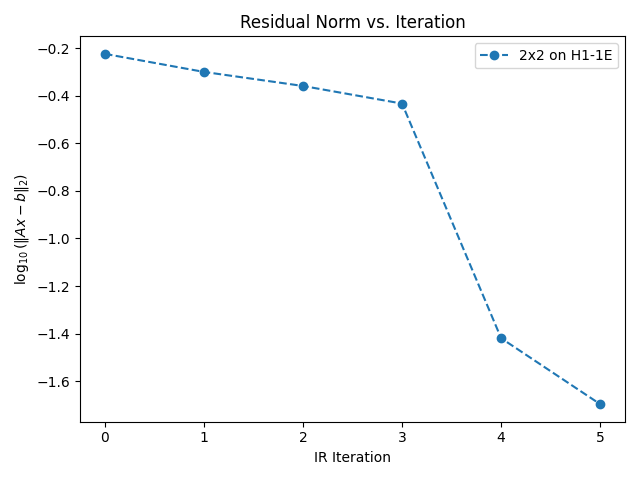 Residual Norm vs. Iteration
2x2 on H1-1E
−0.2
−0.4
−0.6
−0.8
−1.0
−1.2
−1.4
−1.6
log₁₀(‖Ax − b‖₂)
0 1 2 3 4 5
IR Iteration